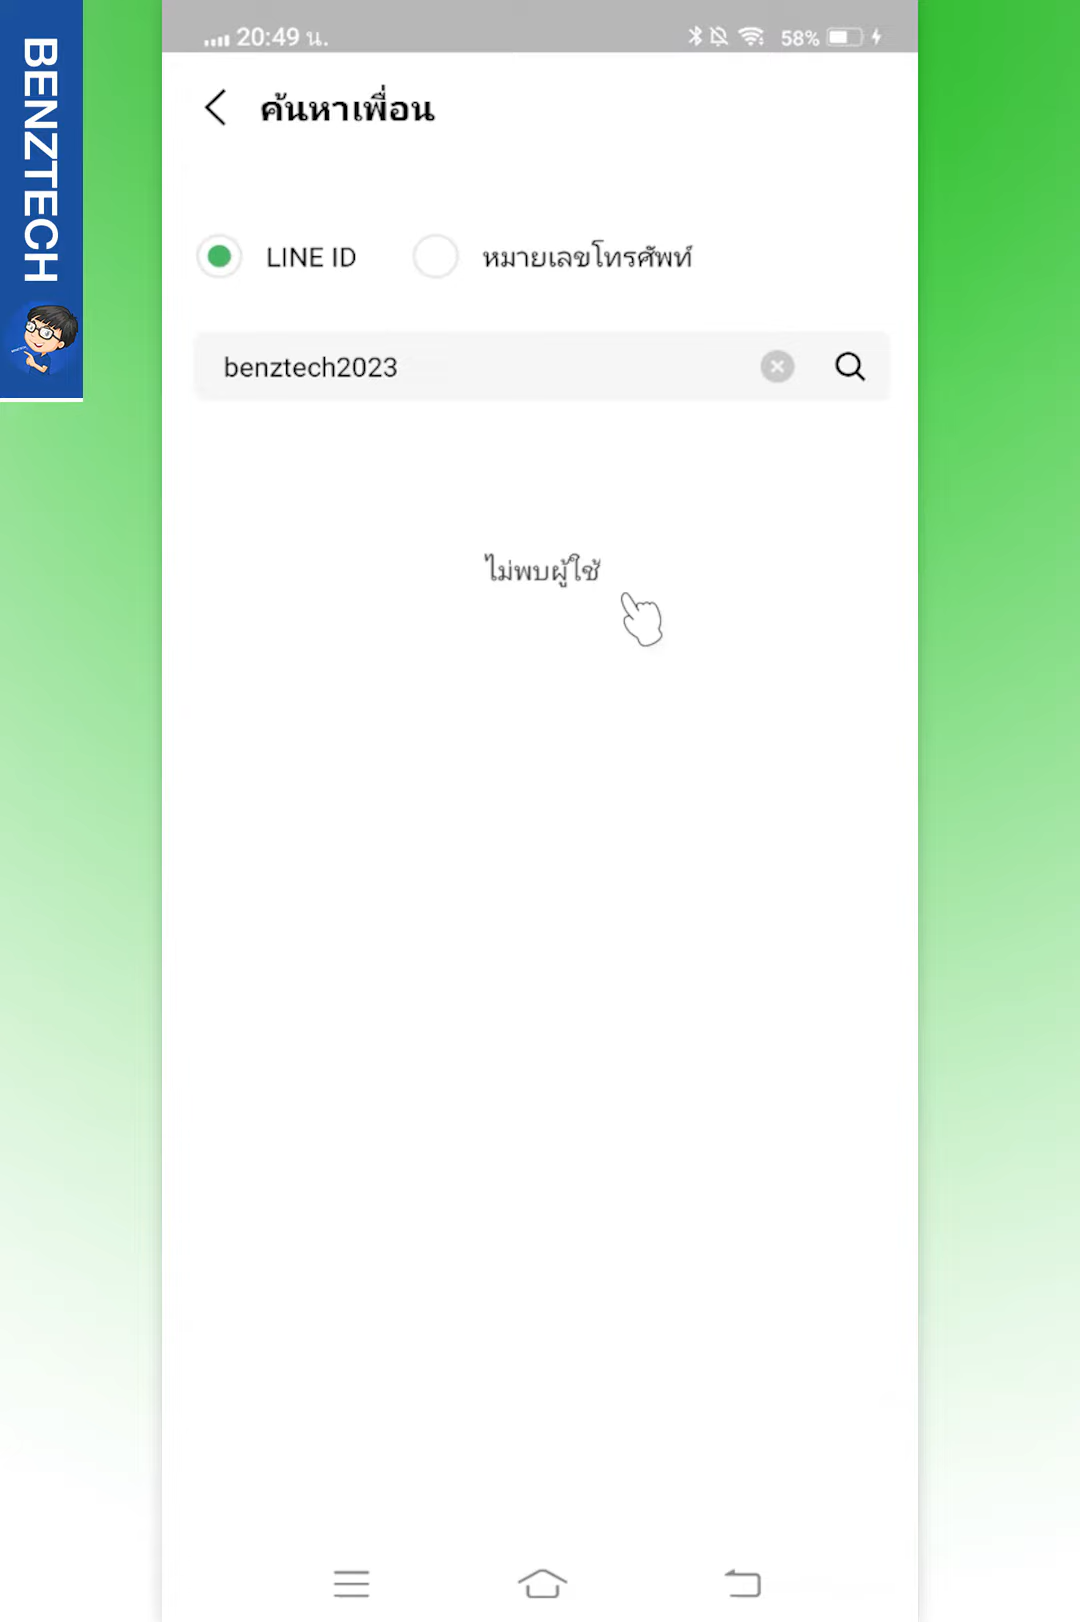 BENZTECH
20:49 น.
58%
ค้นหาเพื่อน
LINE ID
หมายเลขโทรศัพท์
benztech2023
ไม่พบผู้ใช้